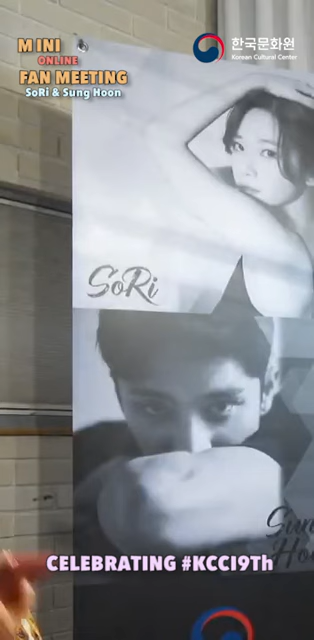 MINI
ONLINE
FAN MEETING
SoRi & Sung Hoon
한국문화원
Korean Cultural Center
SoRi
CELEBRATING #KCCI9Th